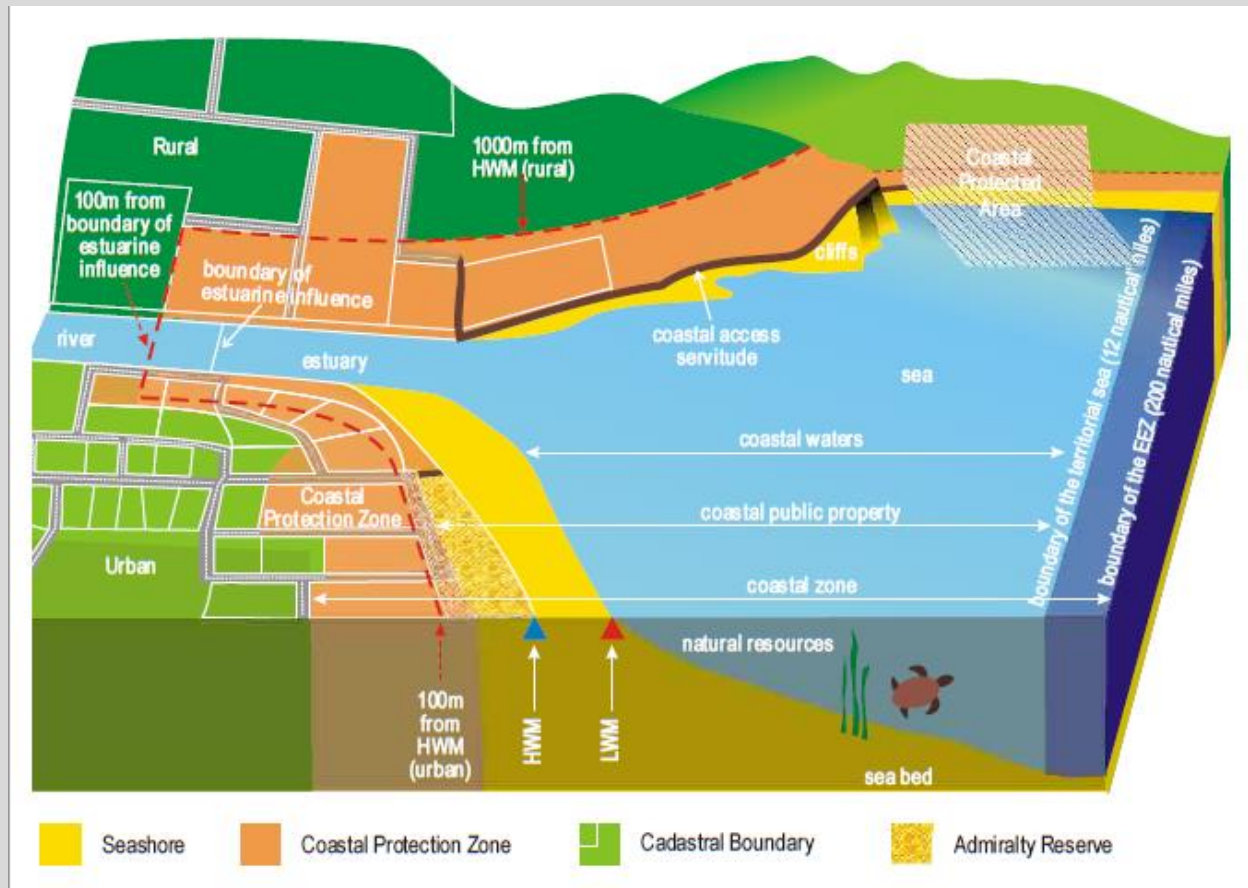 Rural
1000m from
HWM (rural)
Coastal
Protected
Area
100m from
boundary of
estuarine
influence
boundary of
estuarine influence
cliffs
river
estuary
coastal access
servitude
sea
boundary of the territorial sea (12 nautical miles)
boundary of the EEZ (200 nautical miles)
coastal waters
Coastal
Protection Zone
coastal public property
Urban
coastal zone
natural resources
100m
from
HWM
(urban)
HWM
LWM
sea bed
Seashore
Coastal Protection Zone
Cadastral Boundary
Admiralty Reserve